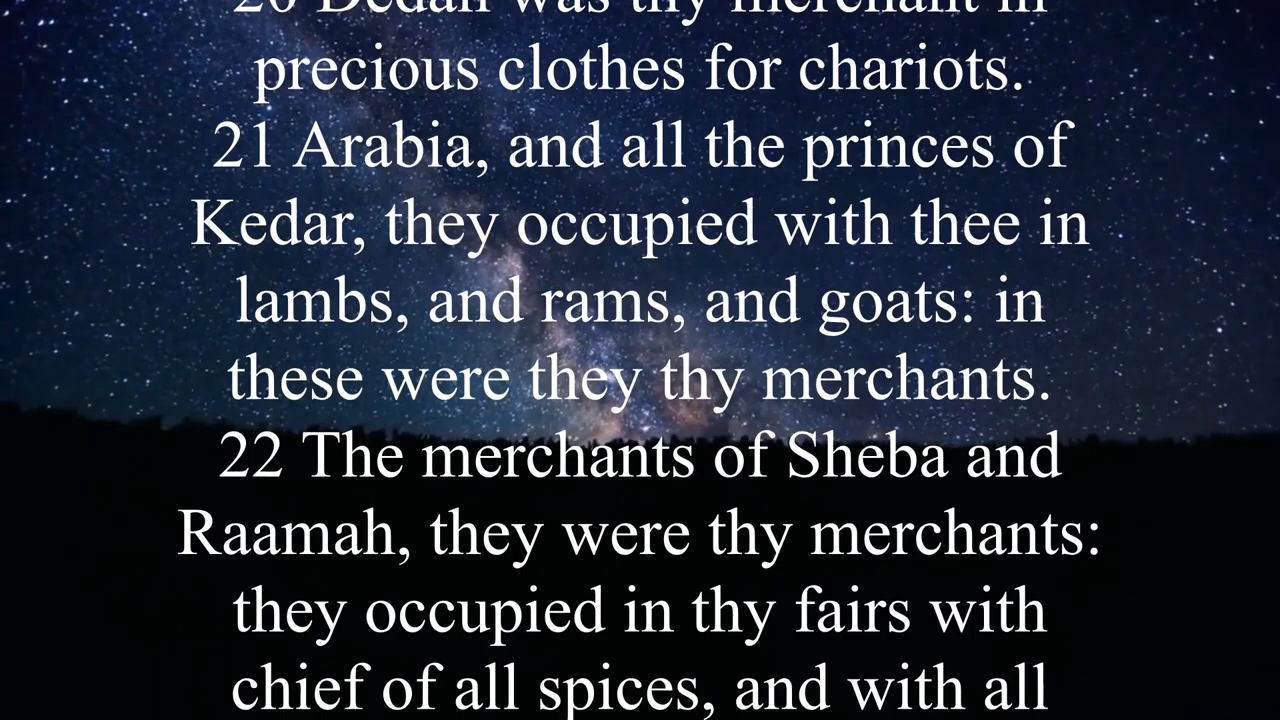 20 Dedan was thy merchant in
precious clothes for chariots.
21 Arabia, and all the princes of
Kedar, they occupied with thee in
lambs, and rams, and goats: in
these were they thy merchants.
22 The merchants of Sheba and
Raamah, they were thy merchants:
they occupied in thy fairs with
chief of all spices, and with all